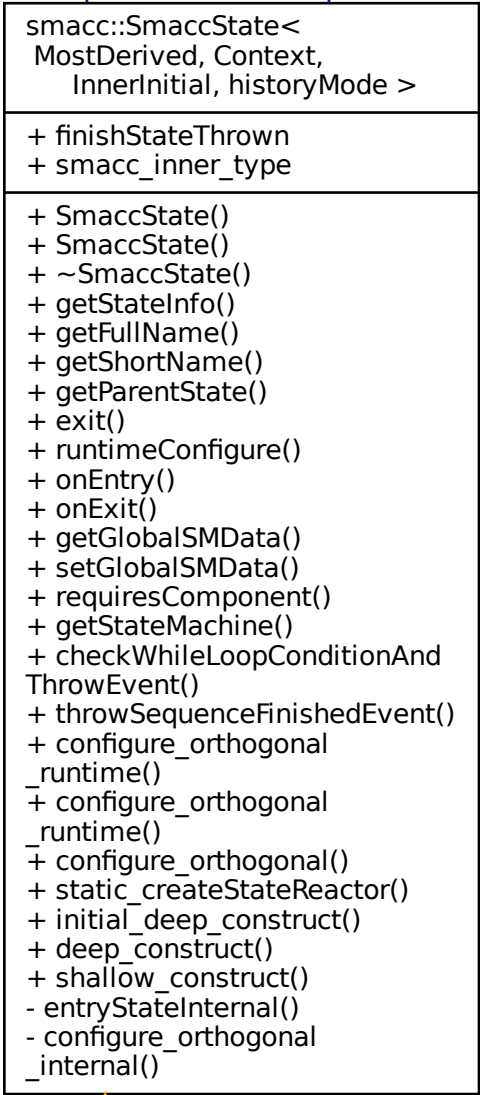 smacc::SmaccState<
MostDerived, Context,
InnerInitial, historyMode >
+ finishStateThrown
+ smacc_inner_type
+ SmaccState()
+ SmaccState()
+ ~SmaccState()
+ getStateInfo()
+ getFullName()
+ getShortName()
+ getParentState()
+ exit()
+ runtimeConfigure()
+ onEntry()
+ onExit()
+ getGlobalSMData()
+ setGlobalSMData()
+ requiresComponent()
+ getStateMachine()
+ checkWhileLoopConditionAnd
ThrowEvent()
+ throwSequenceFinishedEvent()
+ configure_orthogonal
_runtime()
+ configure_orthogonal
_runtime()
+ configure_orthogonal()
+ static_createStateReactor()
+ initial_deep_construct()
+ deep_construct()
+ shallow_construct()
- entryStateInternal()
- configure_orthogonal
_internal()